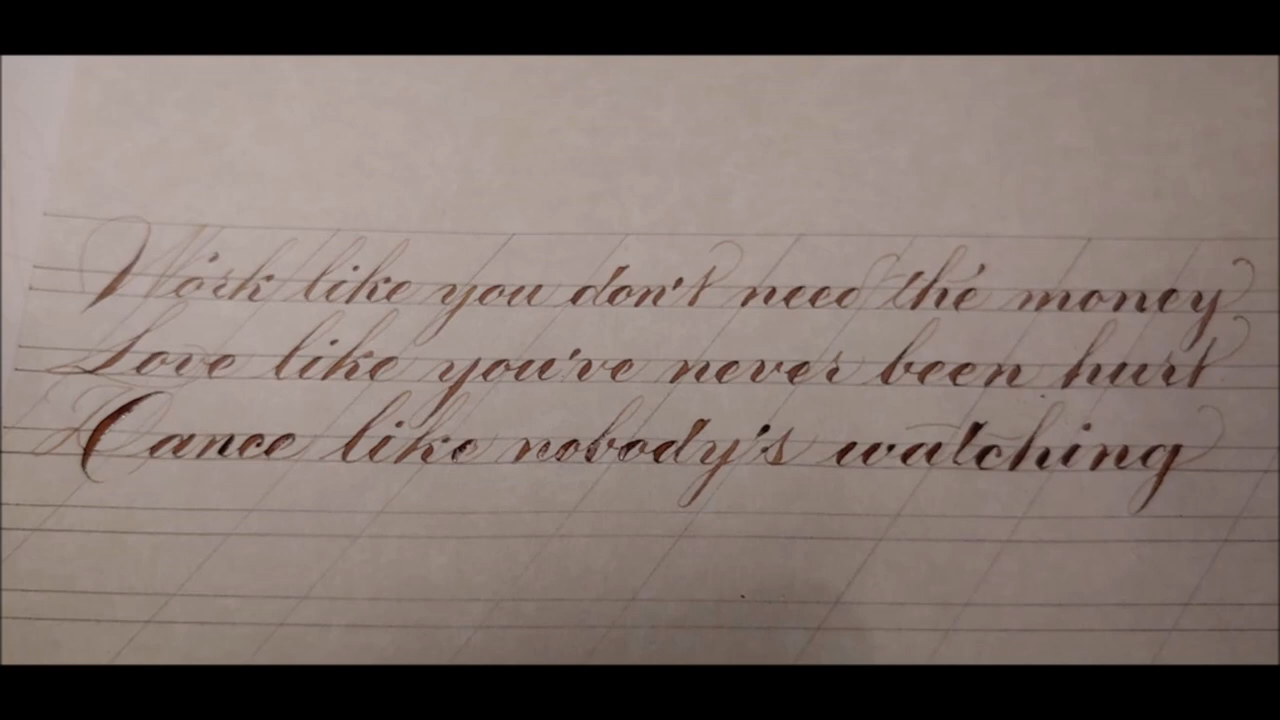 Work like you don't need the money
Love like you've never been hurt
Dance like nobody's watching